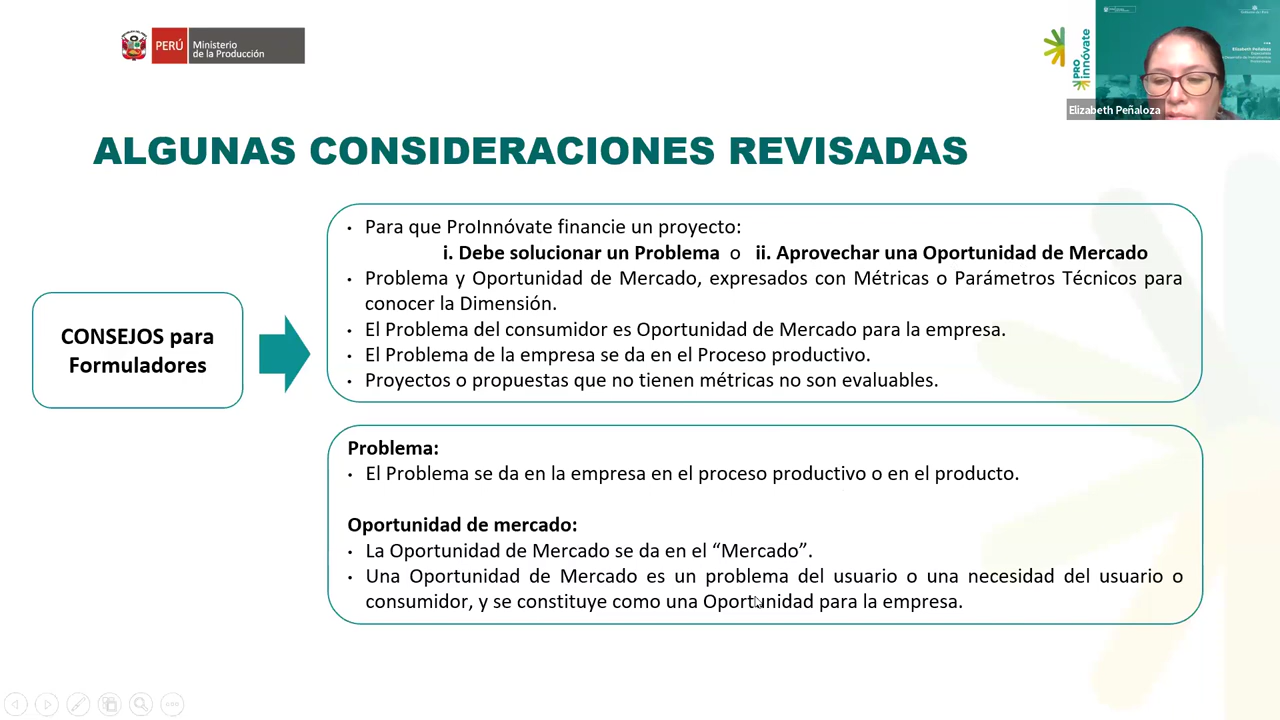 PERÚ
Ministerio
de la Producción
PRO
innóvate
Elizabeth Peñaloza
Elizabeth Peñaloza
ALGUNAS CONSIDERACIONES REVISADAS
CONSEJOS para
Formuladores
• Para que ProInnóvate financie un proyecto:
i. Debe solucionar un Problema o ii. Aprovechar una Oportunidad de Mercado
• Problema y Oportunidad de Mercado, expresados con Métricas o Parámetros Técnicos para
conocer la Dimensión.
• El Problema del consumidor es Oportunidad de Mercado para la empresa.
• El Problema de la empresa se da en el Proceso productivo.
• Proyectos o propuestas que no tienen métricas no son evaluables.
Problema:
• El Problema se da en la empresa en el proceso productivo o en el producto.
Oportunidad de mercado:
• La Oportunidad de Mercado se da en el “Mercado”.
• Una Oportunidad de Mercado es un problema del usuario o una necesidad del usuario o
consumidor, y se constituye como una Oportunidad para la empresa.